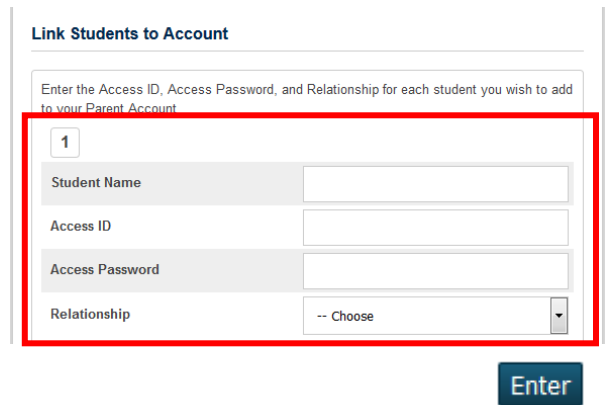 Link Students to Account
Enter the Access ID, Access Password, and Relationship for each student you wish to add
to your Parent Account
1
Student Name
Access ID
Access Password
Relationship
-- Choose
Enter